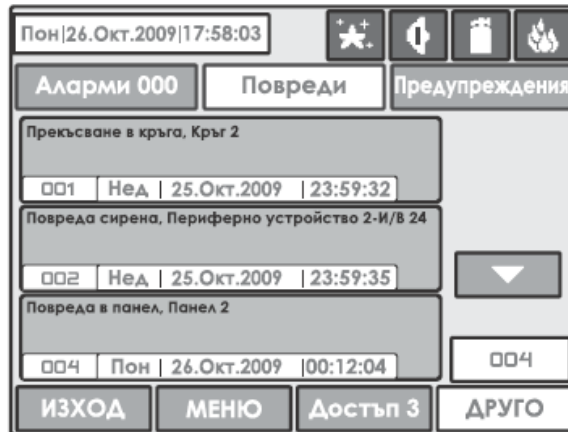 Пон|26.Окт.2009|17:58:03
Аларми 000 Повреди Предупреждения
Прекъсване в кръга, Кръг 2
001 Нед | 25.Окт.2009 |23:59:32
Повреда сирена, Периферно устройство 2-И/В 24
002 Нед | 25.Окт.2009 |23:59:35
Повреда в панел, Панел 2
004 Пон | 26.Окт.2009 |00:12:04
004
ИЗХОД МЕНЮ Достъп 3 ДРУГО